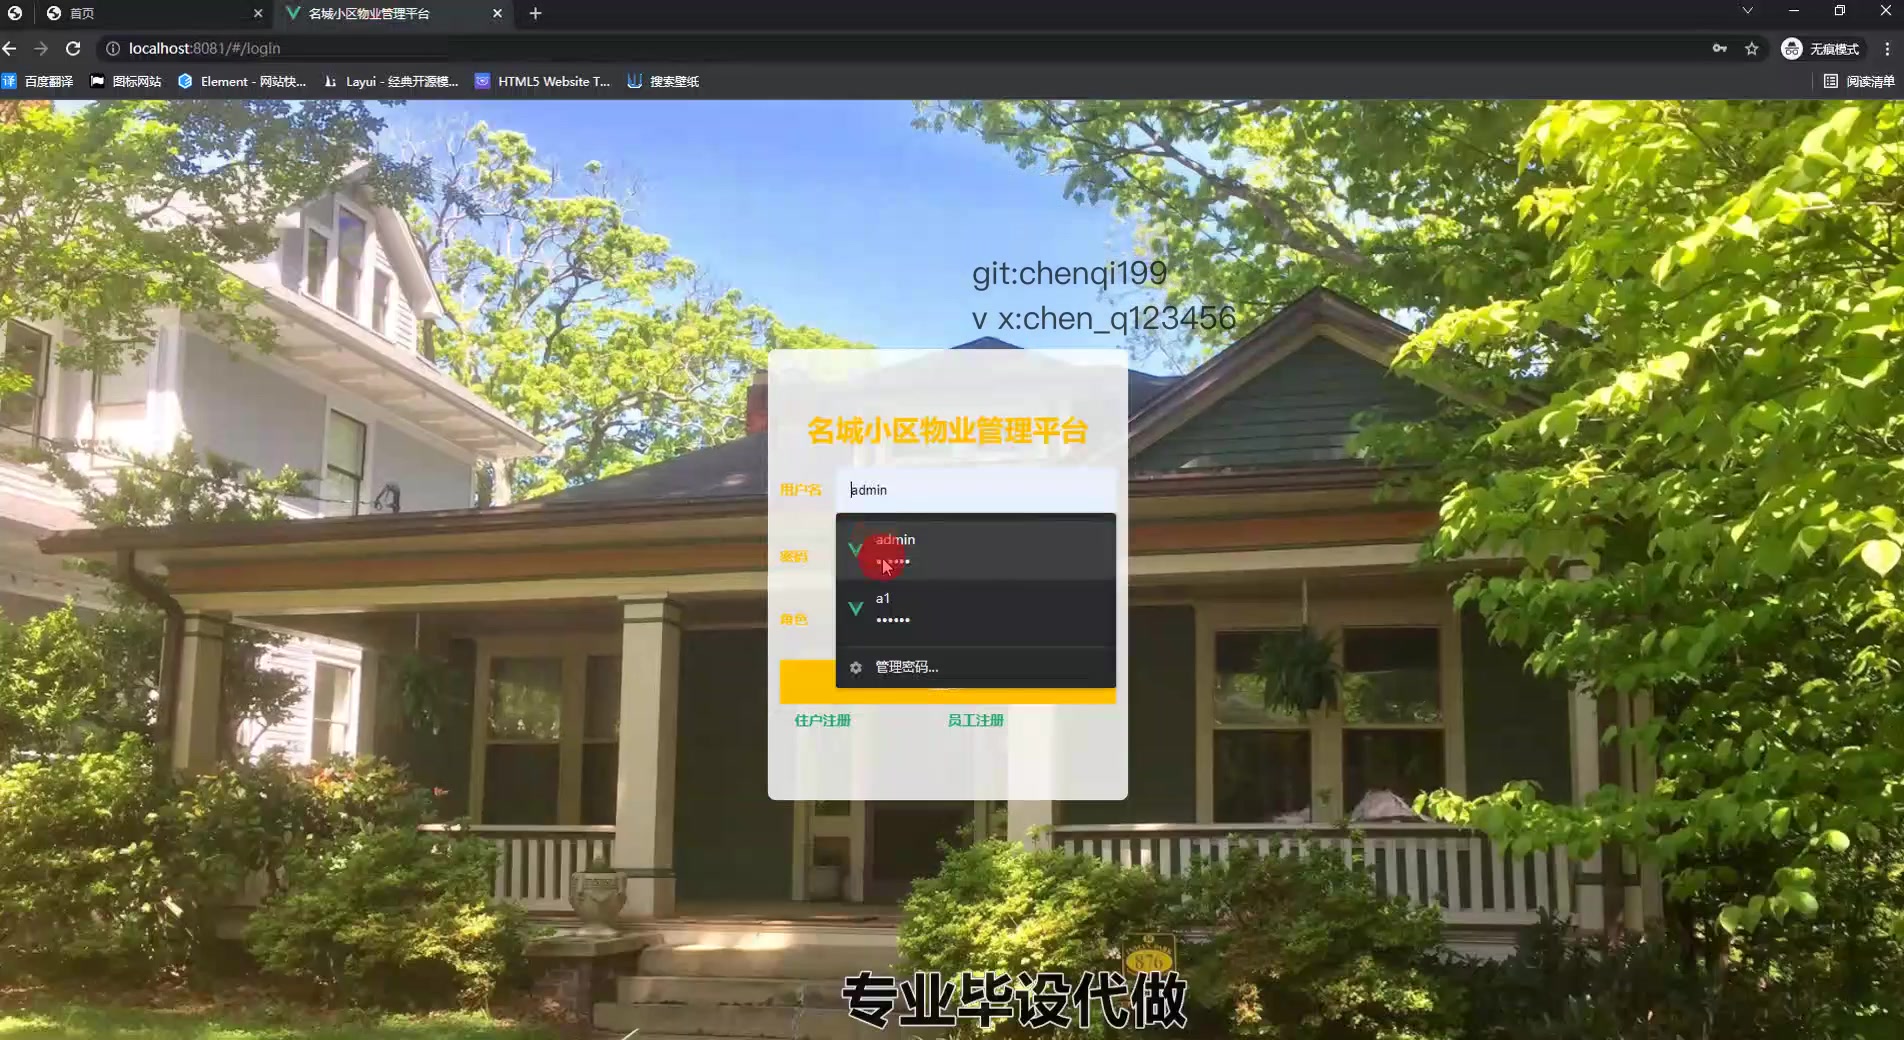 首页
名城小区物业管理平台
localhost:8081/#/login
无痕模式
百度翻译
图标网站
Element - 网站快...
Layui - 经典开源模...
HTML5 Website T...
搜索壁纸
阅读清单
git:chenqi199
v x:chen_q123456
名城小区物业管理平台
用户名
admin
密码
admin
••••••
角色
a1
••••••
管理密码...
住户注册
员工注册
876
专业毕设代做